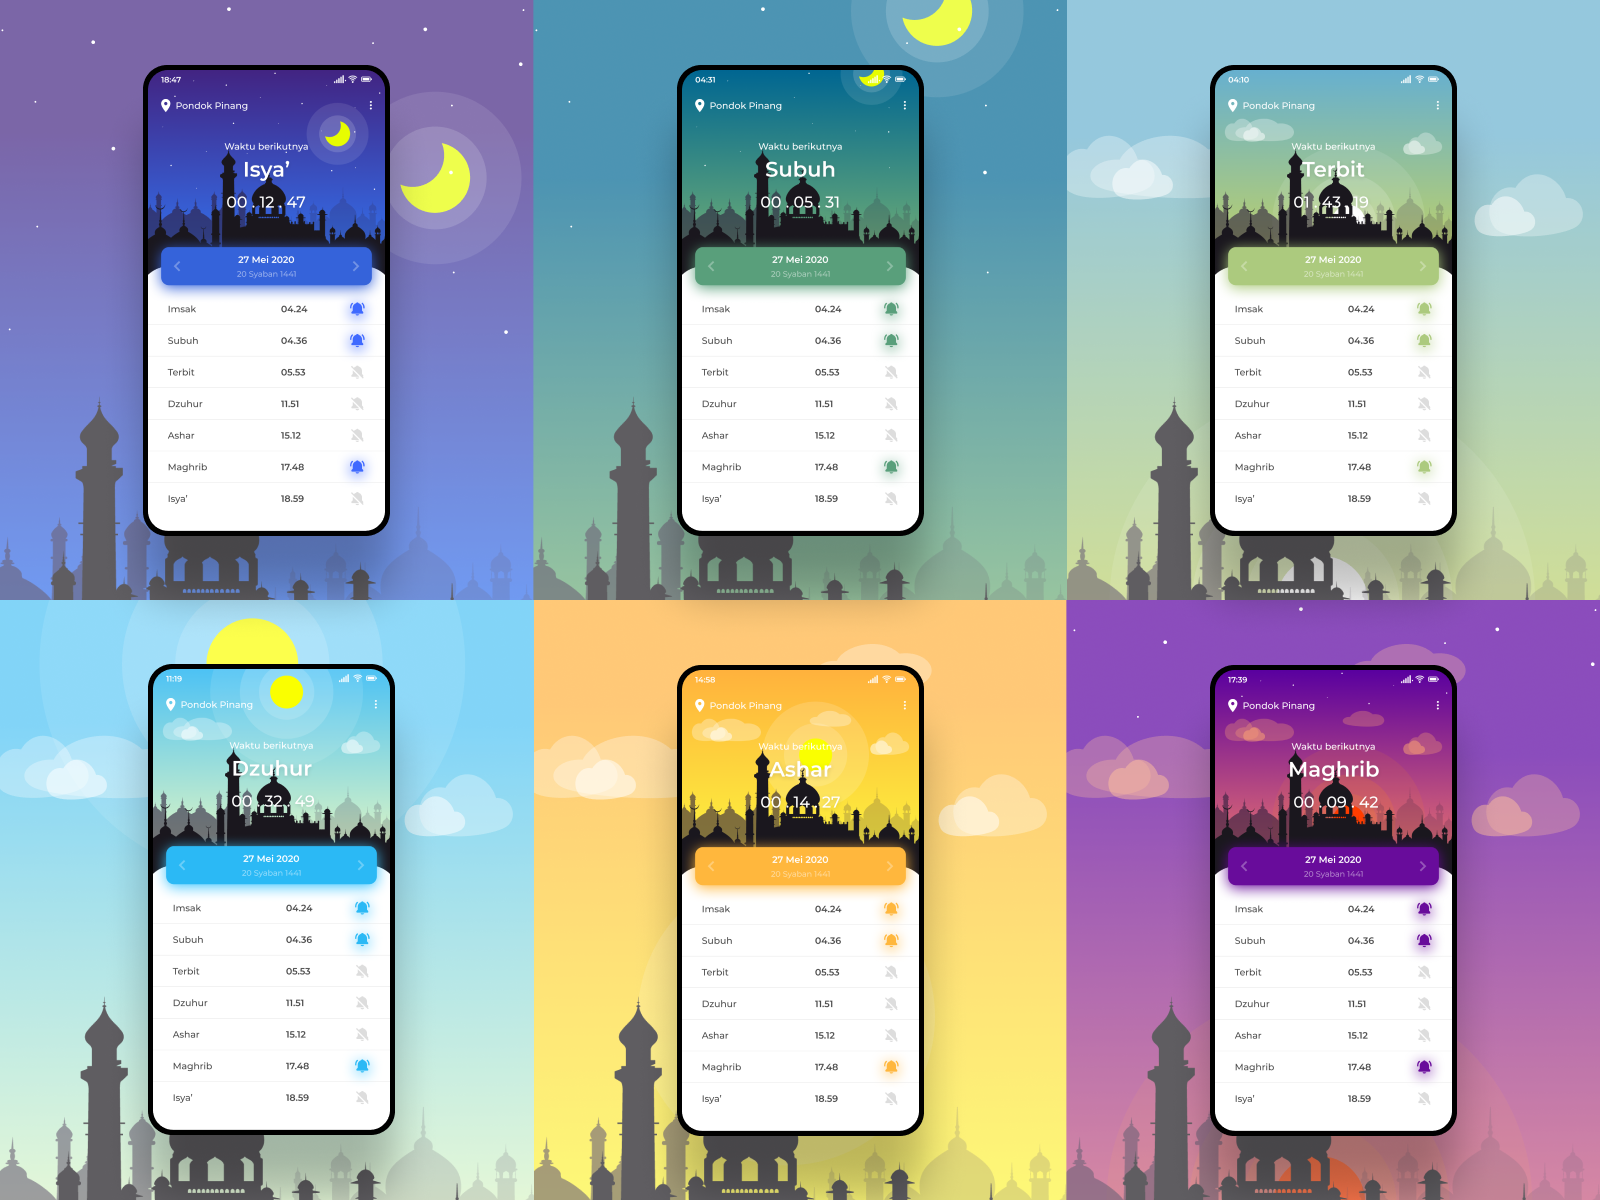 18:47
Pondok Pinang
Waktu berikutnya
Isya’
00 . 12 . 47
27 Mei 2020
20 Syaban 1441
Imsak 04.24
Subuh 04.36
Terbit 05.53
Dzuhur 11.51
Ashar 15.12
Maghrib 17.48
Isya’ 18.59
04:31
Pondok Pinang
Waktu berikutnya
Subuh
00 . 05 . 31
27 Mei 2020
20 Syaban 1441
Imsak 04.24
Subuh 04.36
Terbit 05.53
Dzuhur 11.51
Ashar 15.12
Maghrib 17.48
Isya’ 18.59
04:10
Pondok Pinang
Waktu berikutnya
Terbit
01 . 43 . 19
27 Mei 2020
20 Syaban 1441
Imsak 04.24
Subuh 04.36
Terbit 05.53
Dzuhur 11.51
Ashar 15.12
Maghrib 17.48
Isya’ 18.59
11:19
Pondok Pinang
Waktu berikutnya
Dzuhur
00 . 32 . 49
27 Mei 2020
20 Syaban 1441
Imsak 04.24
Subuh 04.36
Terbit 05.53
Dzuhur 11.51
Ashar 15.12
Maghrib 17.48
Isya’ 18.59
14:58
Pondok Pinang
Waktu berikutnya
Ashar
00 . 14 . 27
27 Mei 2020
20 Syaban 1441
Imsak 04.24
Subuh 04.36
Terbit 05.53
Dzuhur 11.51
Ashar 15.12
Maghrib 17.48
Isya’ 18.59
17:39
Pondok Pinang
Waktu berikutnya
Maghrib
00 . 09 . 42
27 Mei 2020
20 Syaban 1441
Imsak 04.24
Subuh 04.36
Terbit 05.53
Dzuhur 11.51
Ashar 15.12
Maghrib 17.48
Isya’ 18.59